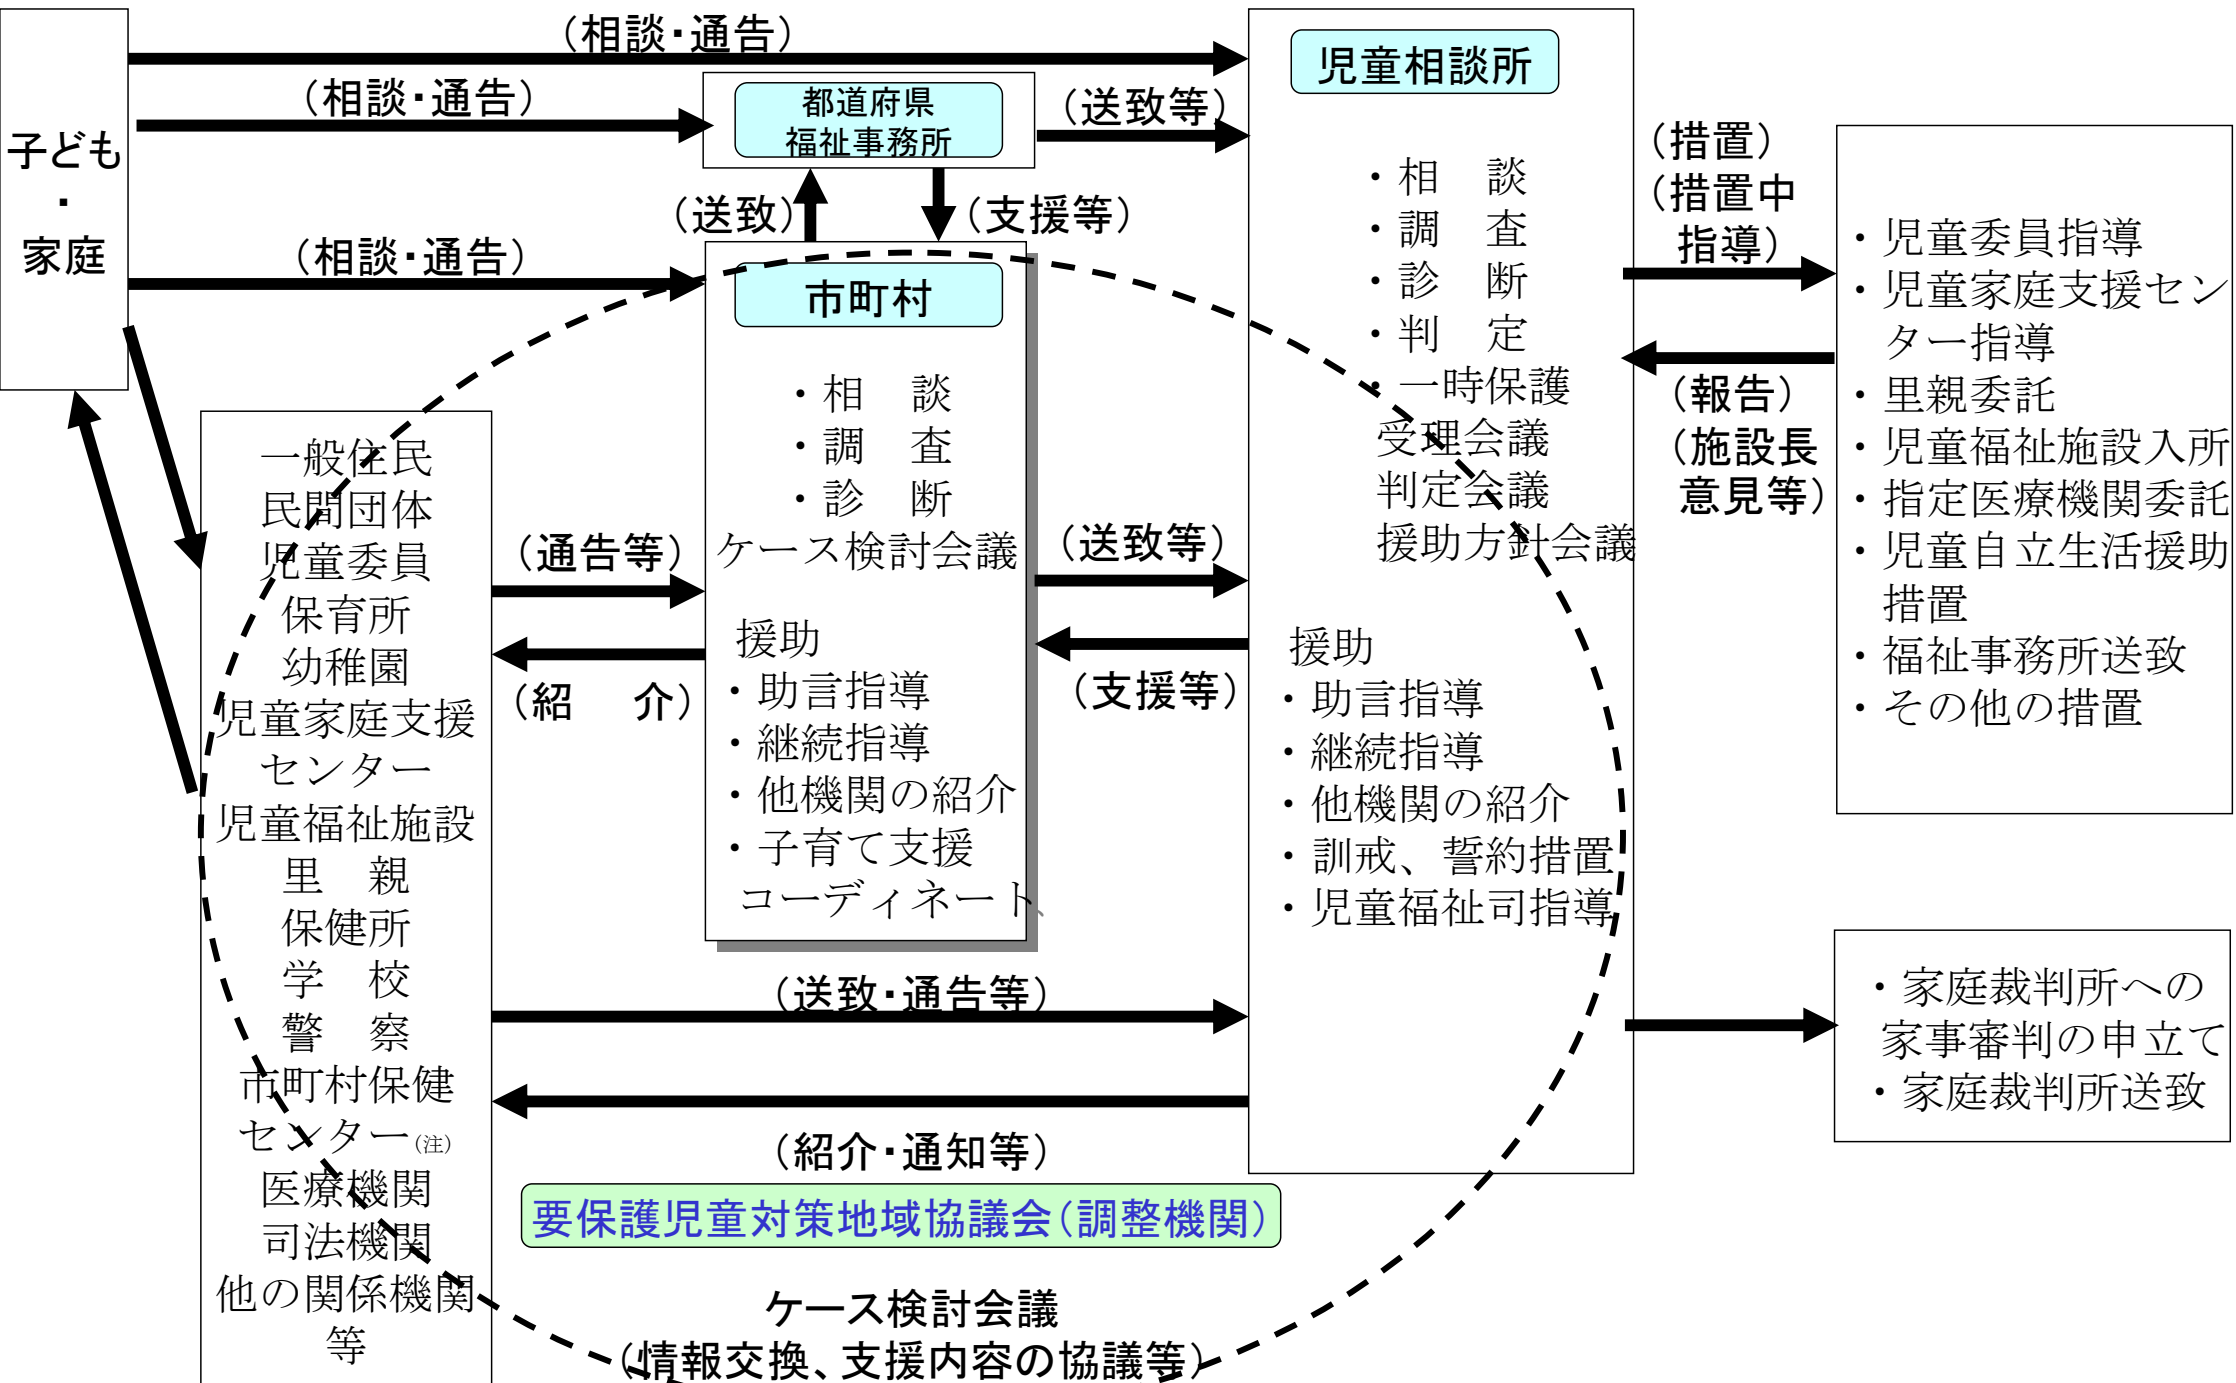 子ども
・
家庭
（相談・通告）
（相談・通告）
（相談・通告）
都道府県
福祉事務所
（送致等）
（送致）
（支援等）
市町村
・相　談
・調　査
・診　断
ケース検討会議
援助
・助言指導
・継続指導
・他機関の紹介
・子育て支援
コーディネート、
一般住民
民間団体
児童委員
保育所
幼稚園
児童家庭支援
センター
児童福祉施設
里　親
保健所
学　校
警　察
市町村保健
センター（注）
医療機関
司法機関
他の関係機関
等
（通告等）
（紹　介）
（送致等）
（支援等）
（送致・通告等）
（紹介・通知等）
児童相談所
・相　談
・調　査
・診　断
・判　定
・一時保護
受理会議
判定会議
援助方針会議
援助
・助言指導
・継続指導
・他機関の紹介
・訓戒、誓約措置
・児童福祉司指導
（措置）
（措置中
指導）
（報告）
（施設長
意見等）
・児童委員指導
・児童家庭支援セン
ター指導
・里親委託
・児童福祉施設入所
・指定医療機関委託
・児童自立生活援助
措置
・福祉事務所送致
・その他の措置
・家庭裁判所への
家事審判の申立て
・家庭裁判所送致
要保護児童対策地域協議会（調整機関）
ケース検討会議
（情報交換、支援内容の協議等）